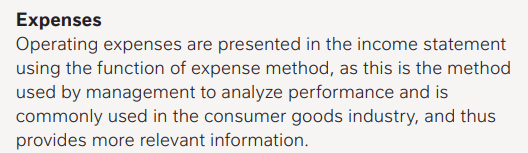 Expenses
Operating expenses are presented in the income statement
using the function of expense method, as this is the method
used by management to analyze performance and is
commonly used in the consumer goods industry, and thus
provides more relevant information.